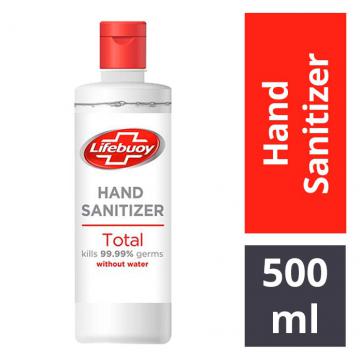 Lifebuoy
HAND
SANITIZER
Total
kills 99.99% germs
without water
Hand
Sanitizer
500
ml